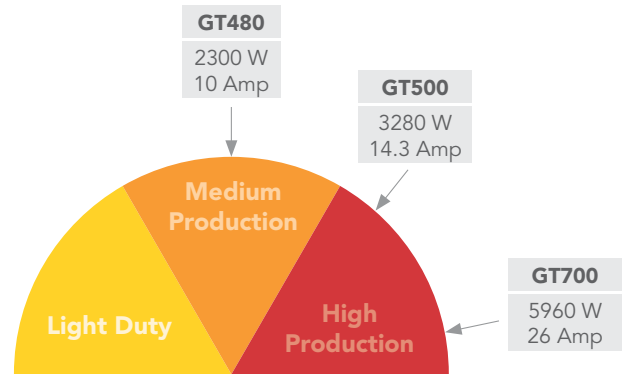 GT480
2300 W
10 Amp
GT500
3280 W
14.3 Amp
Medium
Production
GT700
5960 W
26 Amp
Light Duty
High
Production